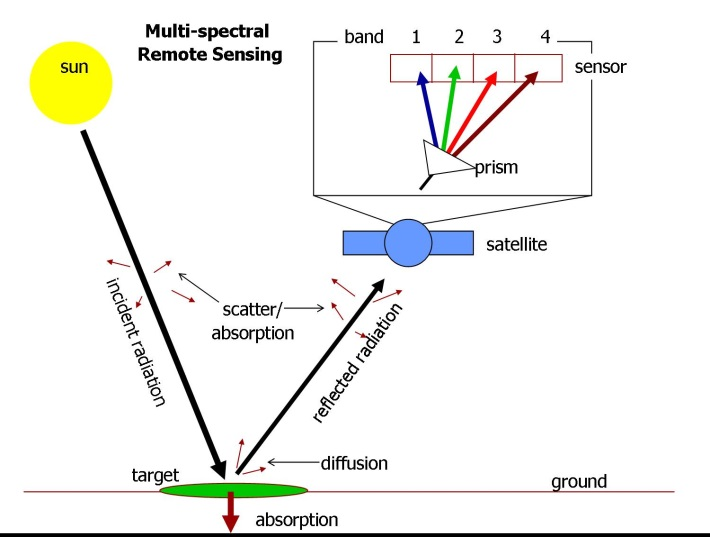 Multi-spectral
Remote Sensing
sun
band 1 2 3 4
sensor
prism
satellite
incident radiation
scatter/
absorption
reflected radiation
diffusion
target
ground
absorption